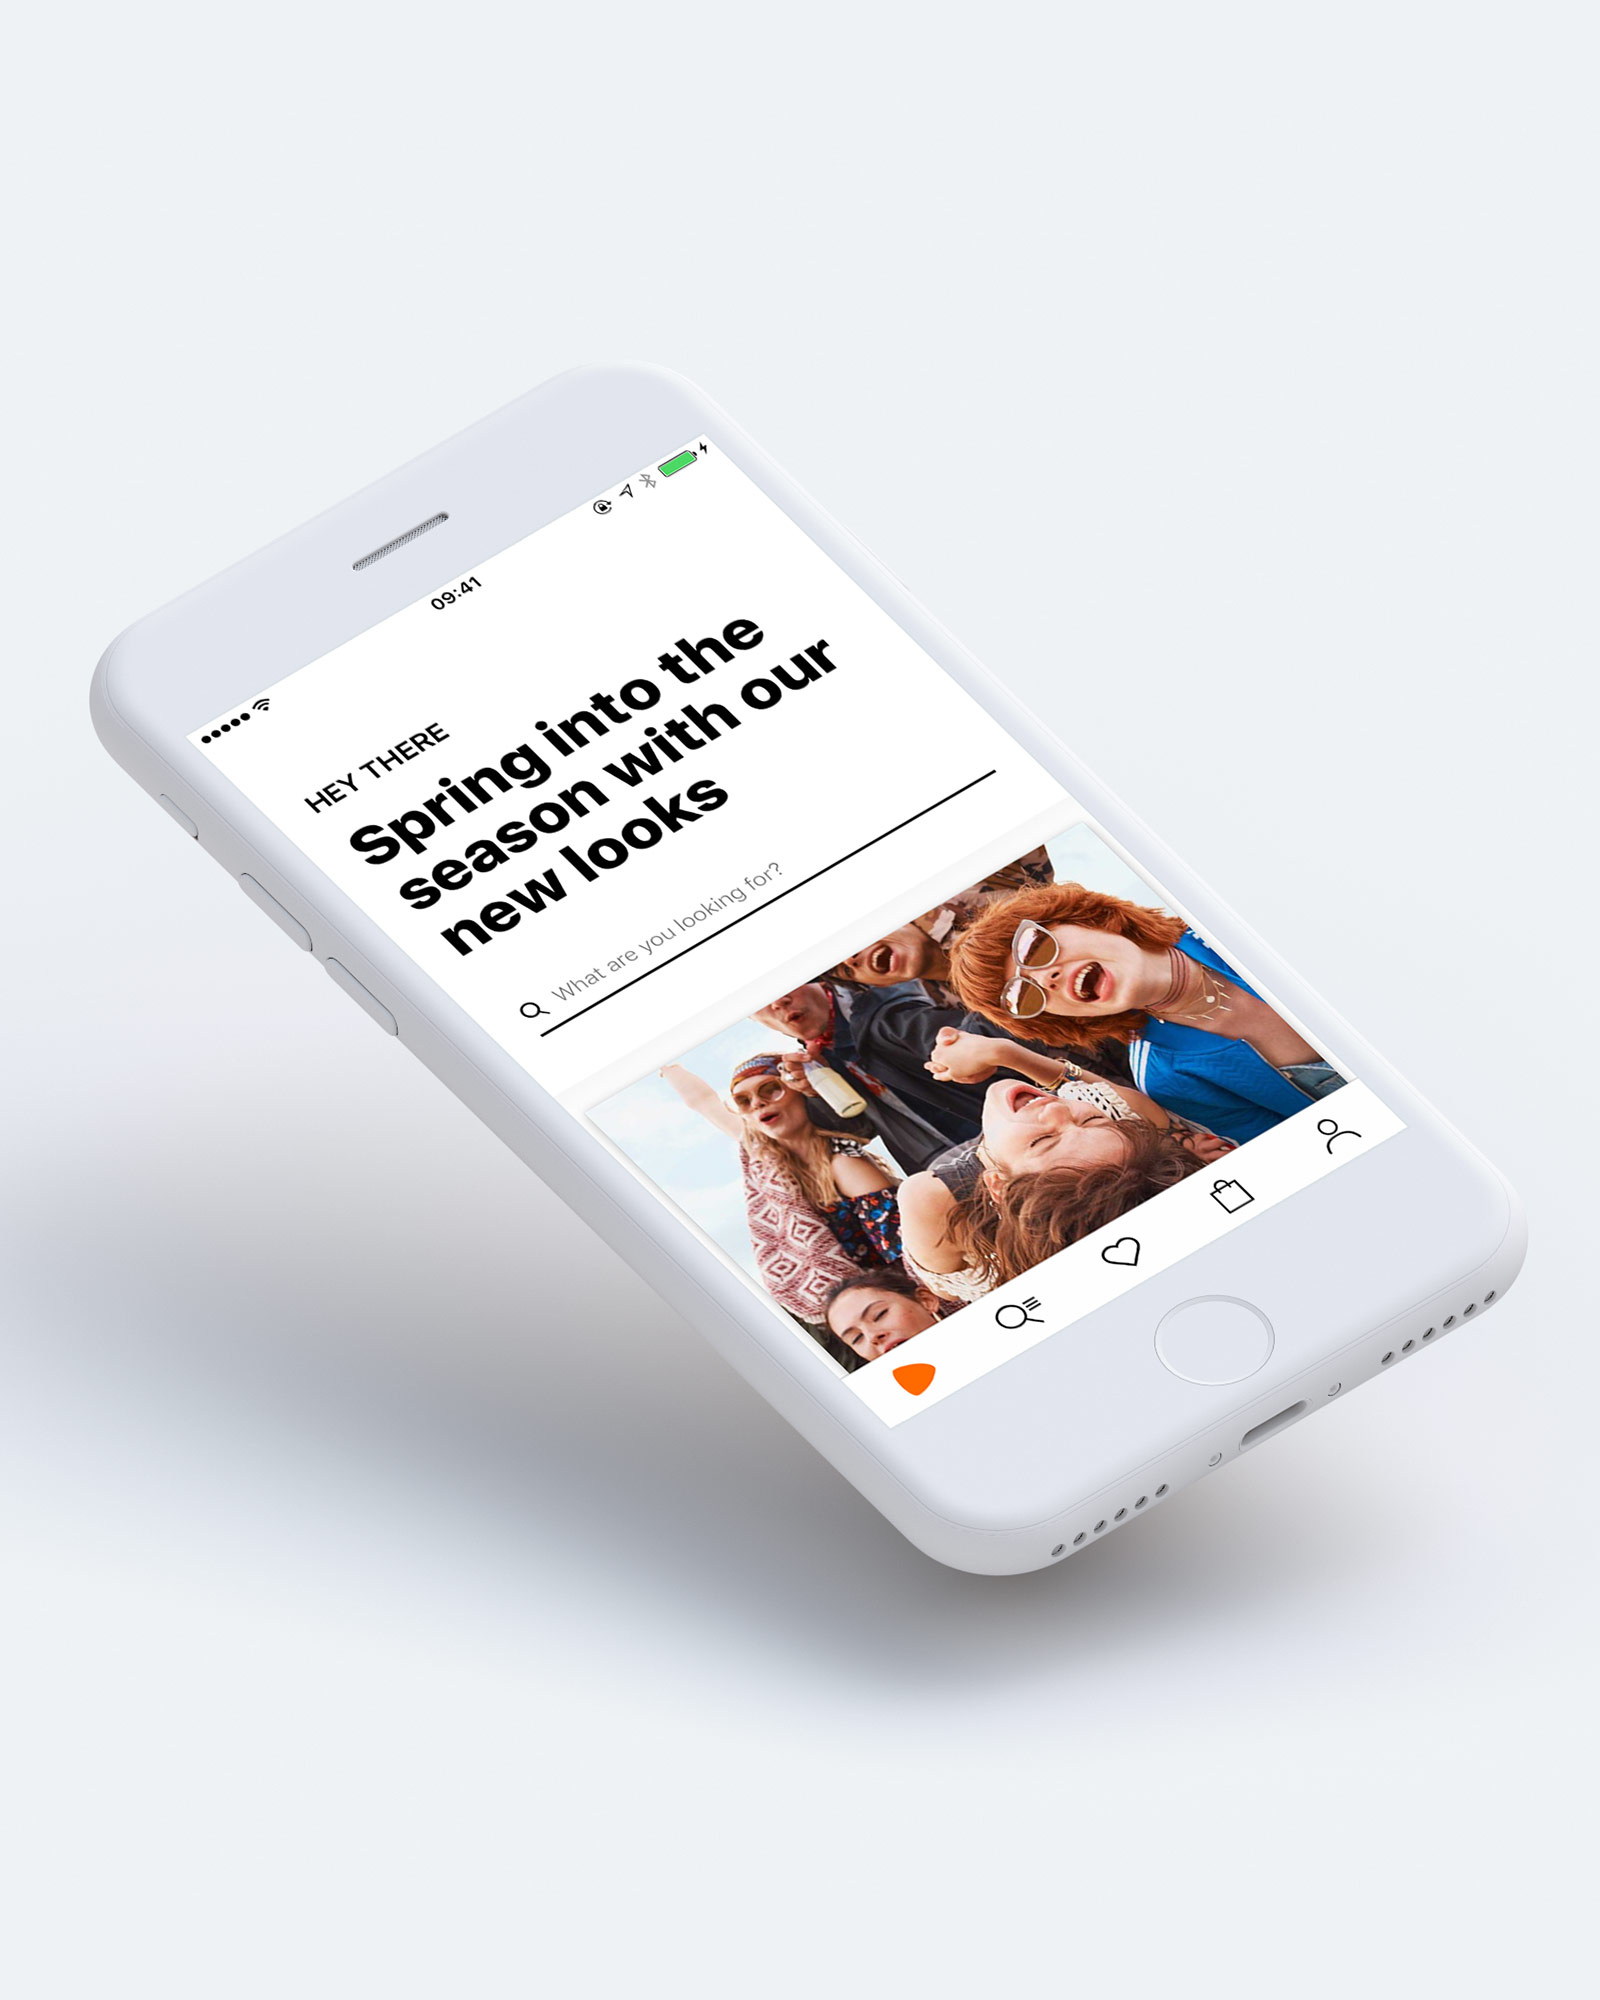 09:41
HEY THERE
Spring into the
season with our
new looks
What are you looking for?